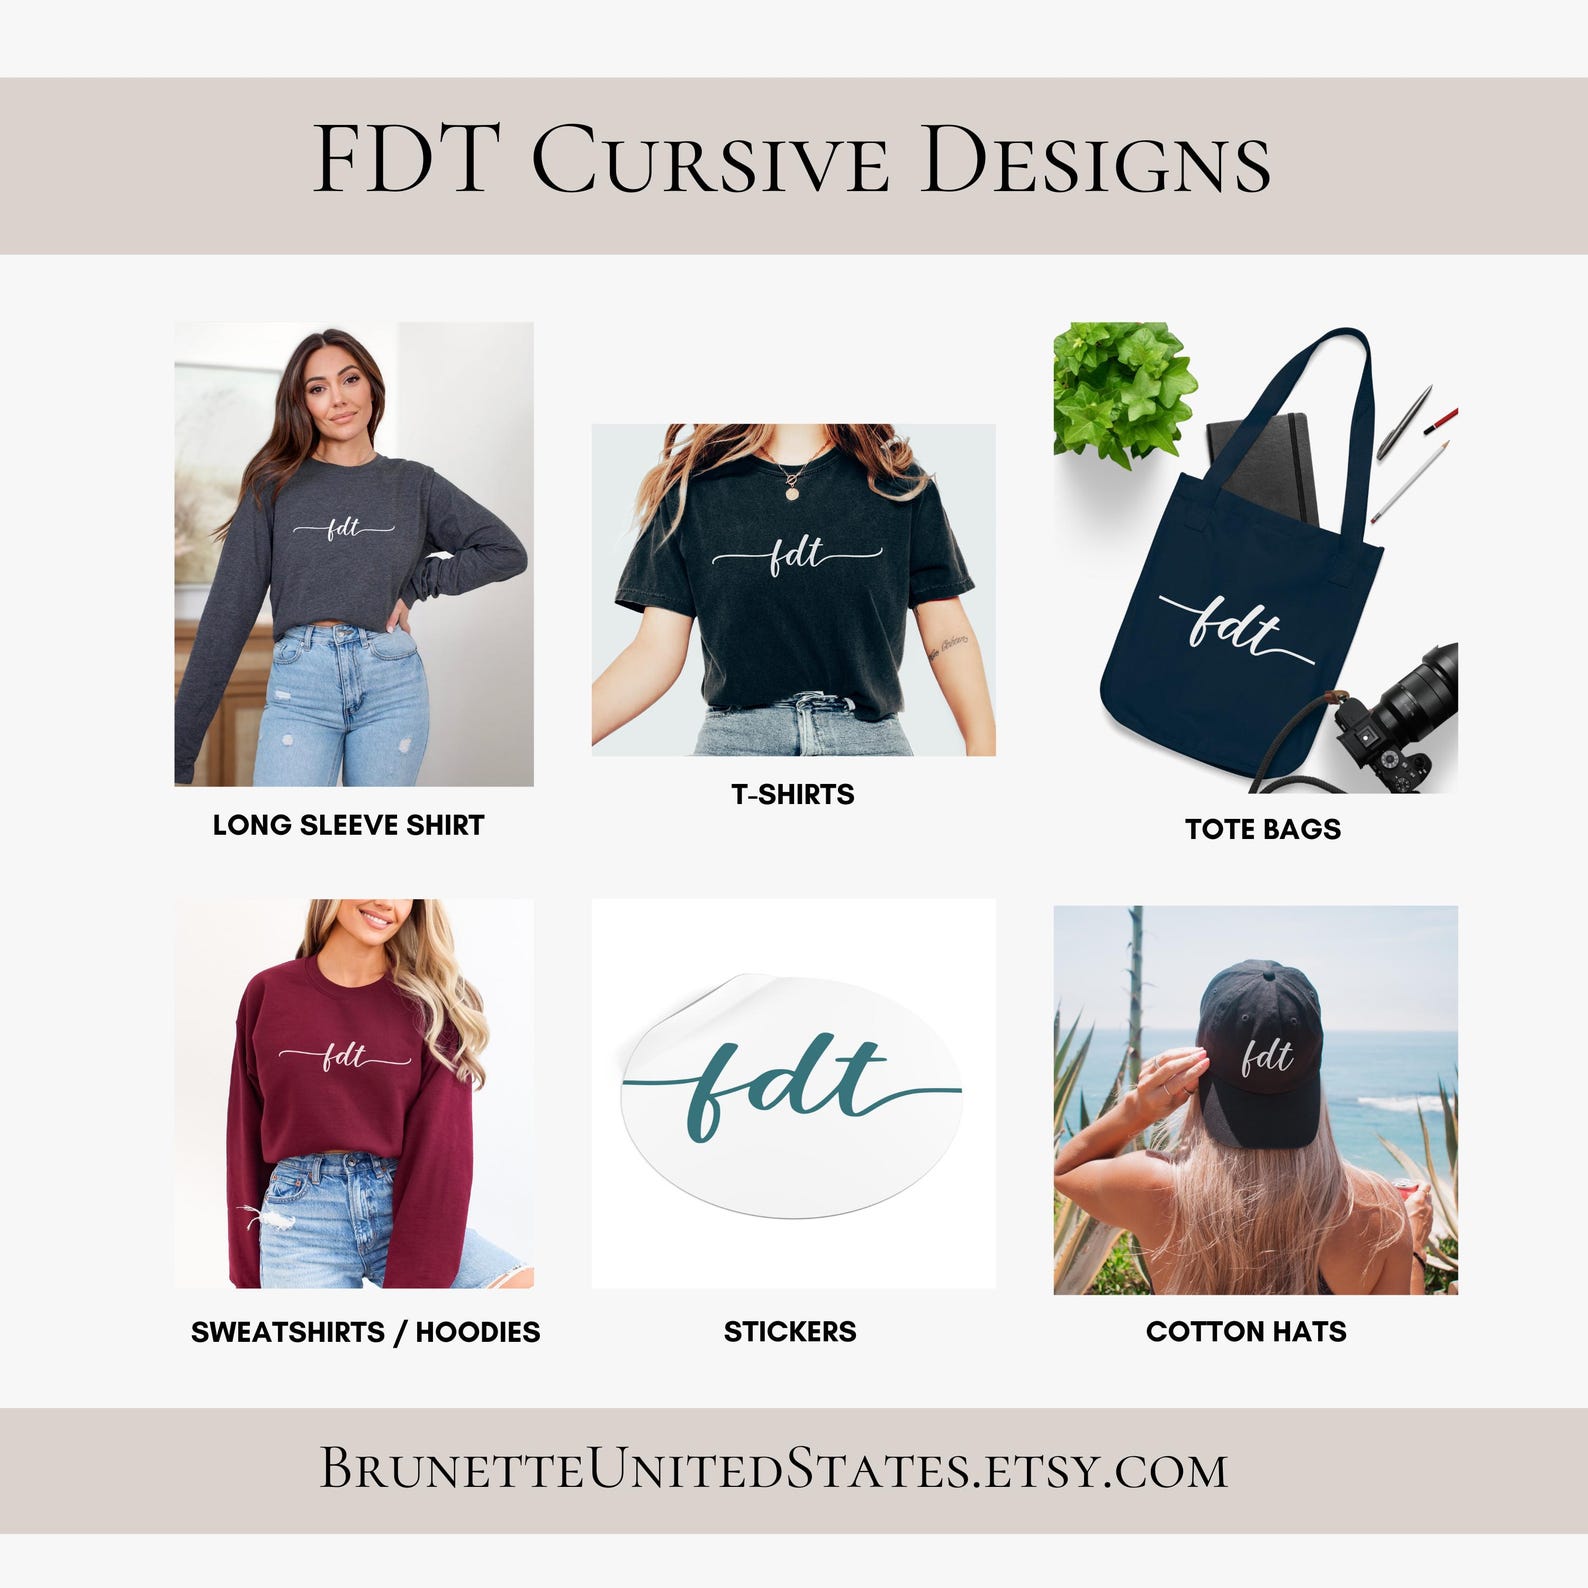 FDT Cursive Designs
fdt
fdt
fdt
LONG SLEEVE SHIRT
T-SHIRTS
TOTE BAGS
fdt
fdt
fdt
SWEATSHIRTS / HOODIES
STICKERS
COTTON HATS
BrunetteUnitedStates.etsy.com